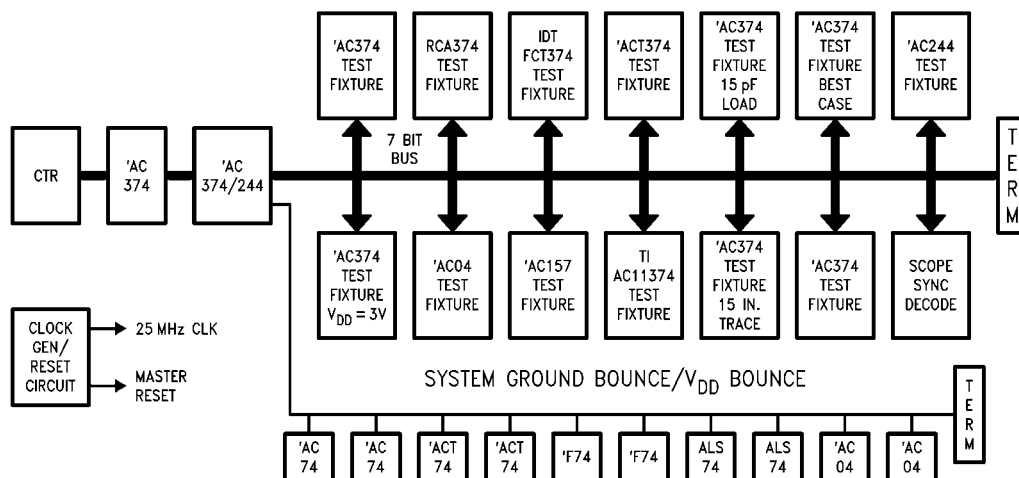 'AC374
TEST
FIXTURE
RCA374
TEST
FIXTURE
IDT
FCT374
TEST
FIXTURE
'ACT374
TEST
FIXTURE
'AC374
TEST
FIXTURE
15 pF
LOAD
'AC374
TEST
FIXTURE
BEST
CASE
'AC244
TEST
FIXTURE
CTR
'AC
374
'AC
374/244
7 BIT
BUS
TERM
'AC374
TEST
FIXTURE
VDD = 3V
'AC04
TEST
FIXTURE
'AC157
TEST
FIXTURE
TI
AC11374
TEST
FIXTURE
'AC374
TEST
FIXTURE
15 IN.
TRACE
'AC374
TEST
FIXTURE
SCOPE
SYNC
DECODE
CLOCK
GEN/
RESET
CIRCUIT
25 MHz CLK
MASTER
RESET
SYSTEM GROUND BOUNCE/VDD BOUNCE
TERM
'AC
74
'AC
74
'ACT
74
'ACT
74
'F74
'F74
ALS
74
ALS
74
'AC
04
'AC
04